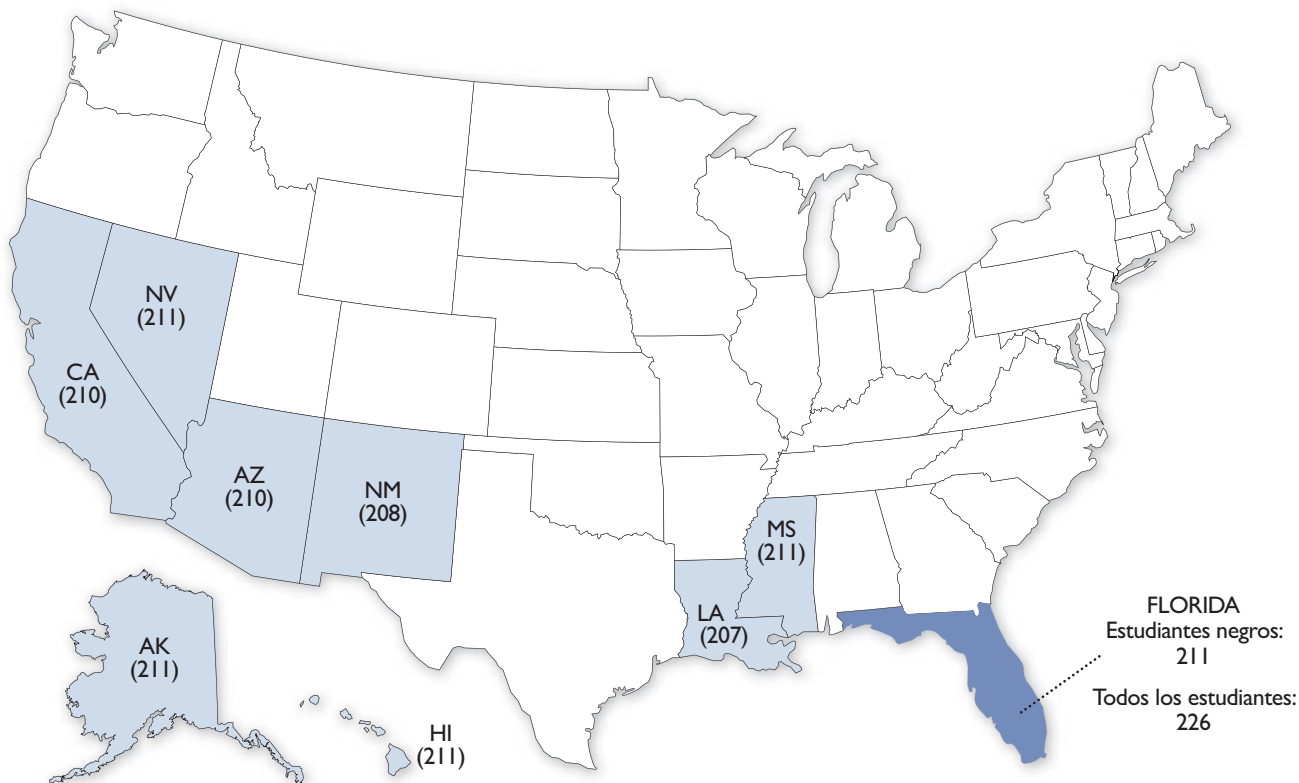 NV
(211)
CA
(210)
AZ
(210)
NM
(208)
MS
(211)
LA
(207)
AK
(211)
HI
(211)
FLORIDA
Estudiantes negros:
211
Todos los estudiantes:
226